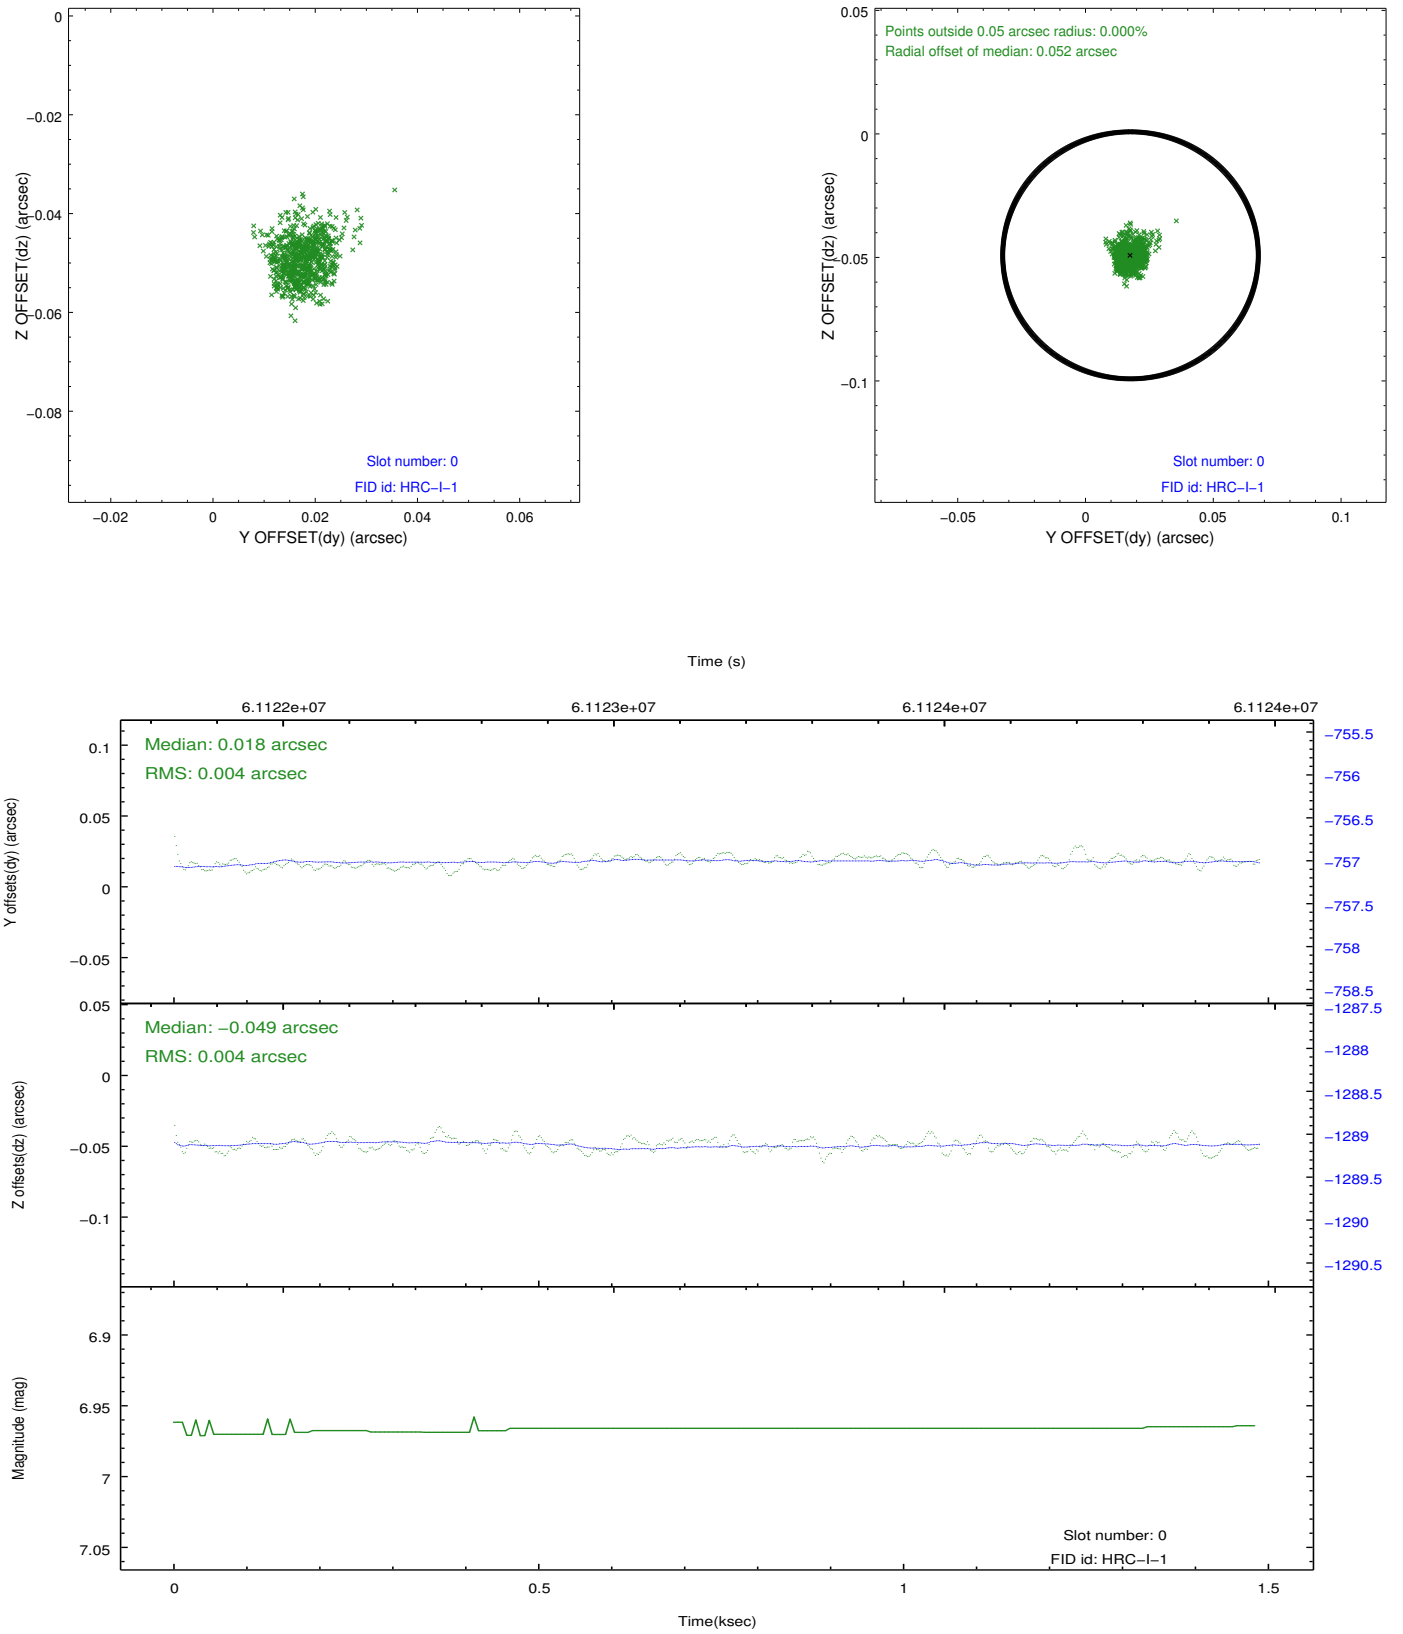 0
−0.02
−0.04
−0.06
−0.08
Z OFFSET(dz) (arcsec)
Slot number: 0
FID id: HRC−I−1
−0.02 0 0.02 0.04 0.06
Y OFFSET(dy) (arcsec)
0.05
0
−0.05
−0.1
Z OFFSET(dz) (arcsec)
Points outside 0.05 arcsec radius: 0.000%
Radial offset of median: 0.052 arcsec
Slot number: 0
FID id: HRC−I−1
−0.05 0 0.05 0.1
Y OFFSET(dy) (arcsec)
Time (s)
6.1122e+07 6.1123e+07 6.1124e+07 6.1124e+07
Median: 0.018 arcsec
RMS: 0.004 arcsec
0.1
0.05
0
−0.05
Y offsets(dy) (arcsec)
−755.5
−756
−756.5
−757
−757.5
−758
−758.5
Median: −0.049 arcsec
RMS: 0.004 arcsec
0.05
0
−0.05
−0.1
Z offsets(dz) (arcsec)
−1287.5
−1288
−1288.5
−1289
−1289.5
−1290
−1290.5
6.9
6.95
7
7.05
Magnitude (mag)
Slot number: 0
FID id: HRC−I−1
0 0.5 1 1.5
Time(ksec)